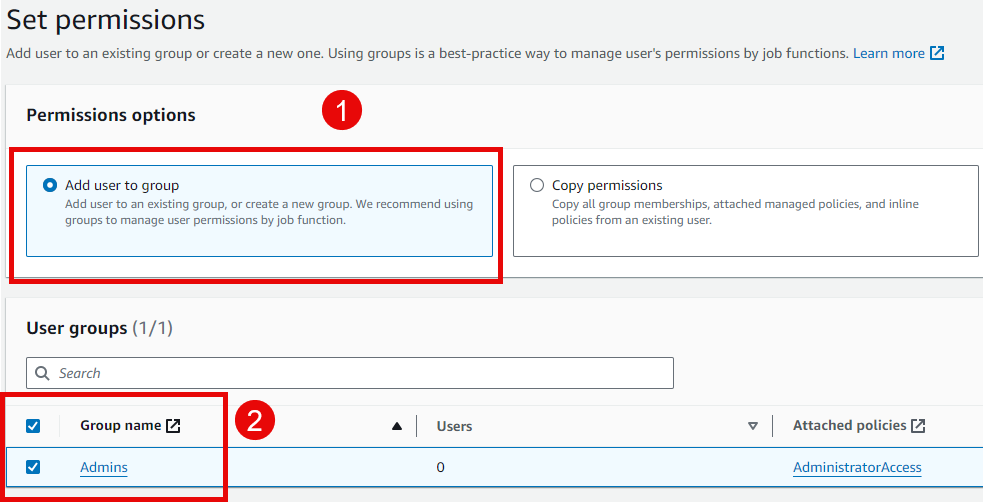 Set permissions
Add user to an existing group or create a new one. Using groups is a best-practice way to manage user's permissions by job functions. Learn more
Permissions options
1
Add user to group
Add user to an existing group, or create a new group. We recommend using
groups to manage user permissions by job function.
Copy permissions
Copy all group memberships, attached managed policies, and inline
policies from an existing user.
User groups (1/1)
Search
Group name
2
Users
Attached policies
Admins
0
AdministratorAccess